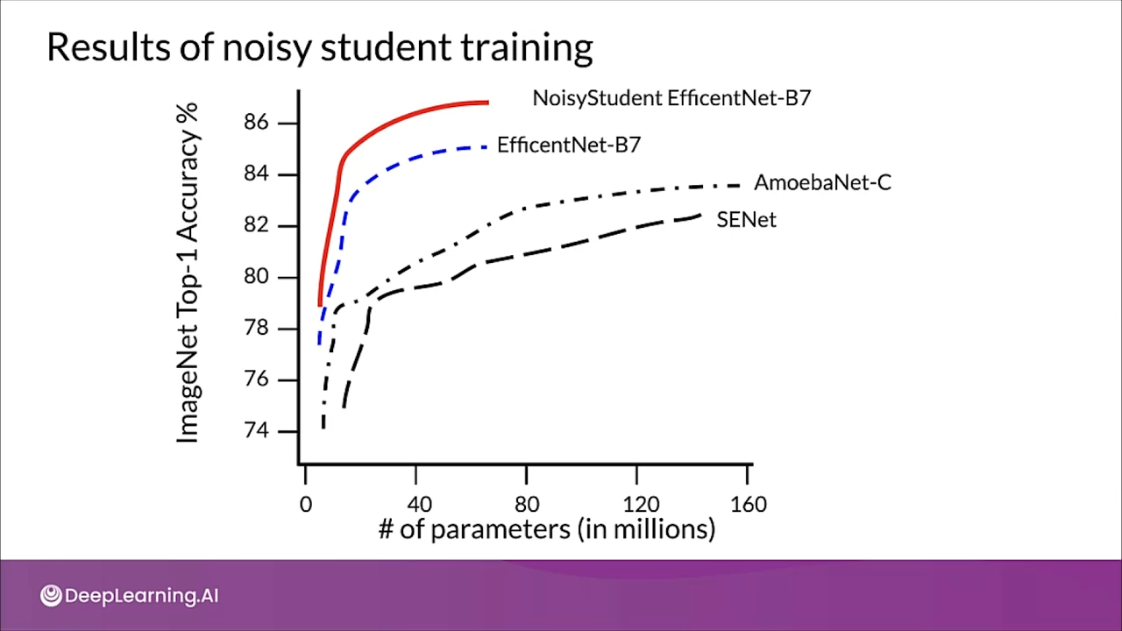 Results of noisy student training
NoisyStudent EfficentNet-B7
EfficentNet-B7
AmoebaNet-C
SENet
ImageNet Top-1 Accuracy %
86
84
82
80
78
76
74
0 40 80 120 160
# of parameters (in millions)
DeepLearning.AI